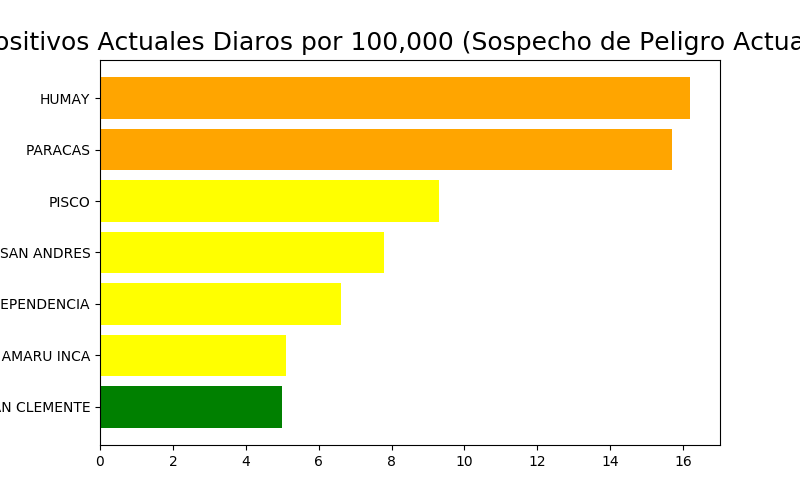 ositivos Actuales Diaros por 100,000 (Sospecho de Peligro Actua
HUMAY
PARACAS
PISCO
SAN ANDRES
EPENDENCIA
AMARU INCA
N CLEMENTE
0 2 4 6 8 10 12 14 16